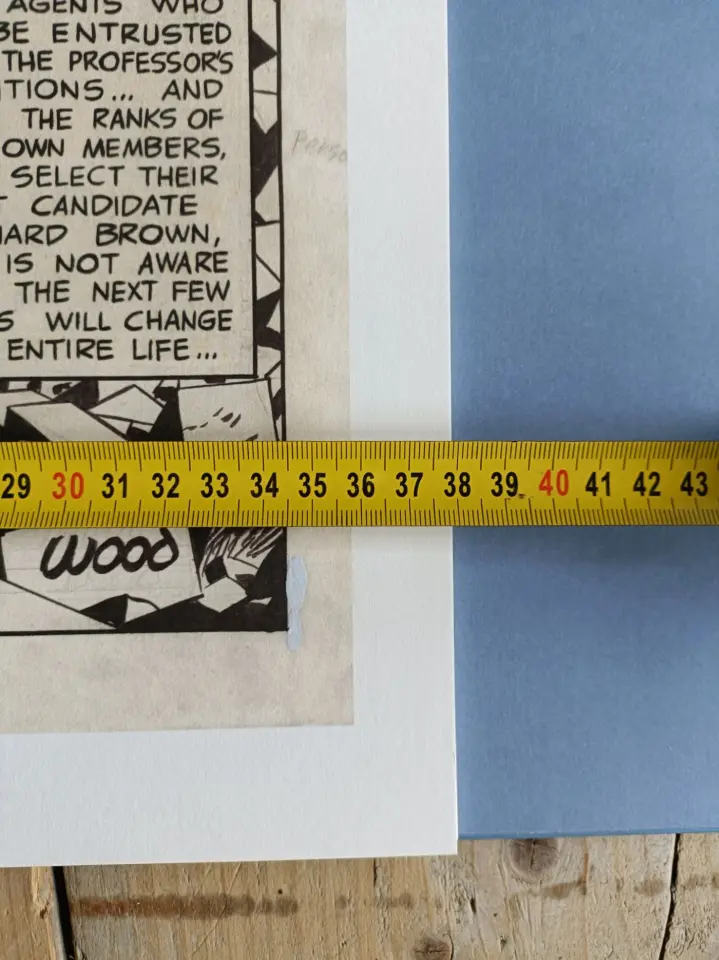 AGENTS WHO
BE ENTRUSTED
THE PROFESSOR'S
TIONS... AND
THE RANKS OF
OWN MEMBERS,
SELECT THEIR
T CANDIDATE
ARD BROWN,
IS NOT AWARE
THE NEXT FEW
S WILL CHANGE
ENTIRE LIFE...
29 30 31 32 33 34 35 36 37 38 39 40 41 42 43
WOOD